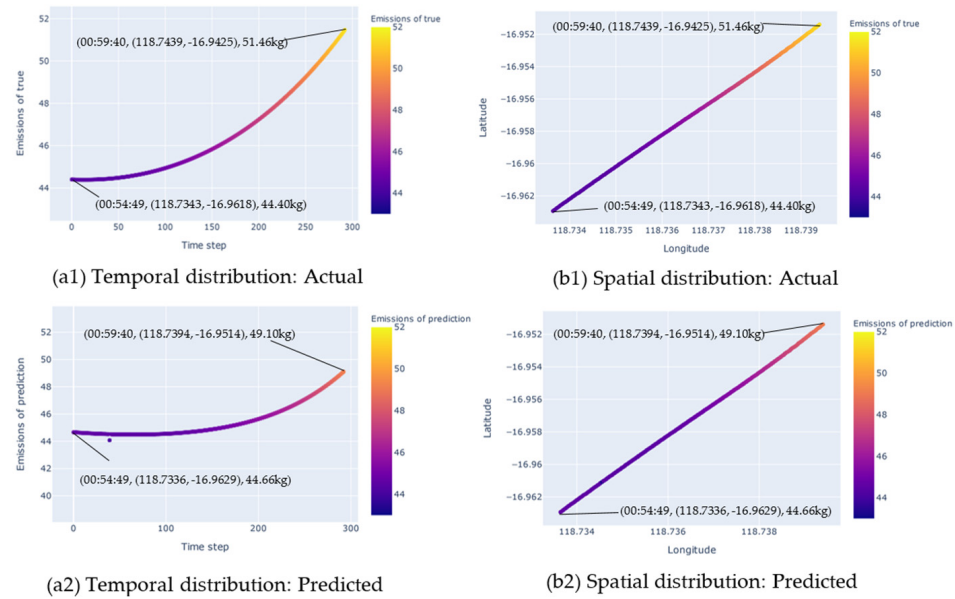 Emissions of true
52
50
48
46
44
Emissions of true
52
50
48
46
44
0
50
100
150
200
250
300
Time step
(00:59:40, (118.7439, -16.9425), 51.46kg)
(00:54:49, (118.7343, -16.9618), 44.40kg)
(a1) Temporal distribution: Actual
Emissions of true
52
50
48
46
44
Latitude
−16.952
−16.954
−16.956
−16.958
−16.96
−16.962
118.734
118.735
118.736
118.737
118.738
118.739
Longitude
(00:59:40, (118.7439, -16.9425), 51.46kg)
(00:54:49, (118.7343, -16.9618), 44.40kg)
(b1) Spatial distribution: Actual
Emissions of prediction
52
50
48
46
44
Emissions of prediction
52
50
48
46
44
42
40
0
100
200
300
Time step
(00:59:40, (118.7394, -16.9514), 49.10kg)
(00:54:49, (118.7336, -16.9629), 44.66kg)
(a2) Temporal distribution: Predicted
Emissions of prediction
52
50
48
46
44
Latitude
−16.952
−16.954
−16.956
−16.958
−16.96
−16.962
118.734
118.736
118.738
Longitude
(00:59:40, (118.7394, -16.9514), 49.10kg)
(00:54:49, (118.7336, -16.9629), 44.66kg)
(b2) Spatial distribution: Predicted